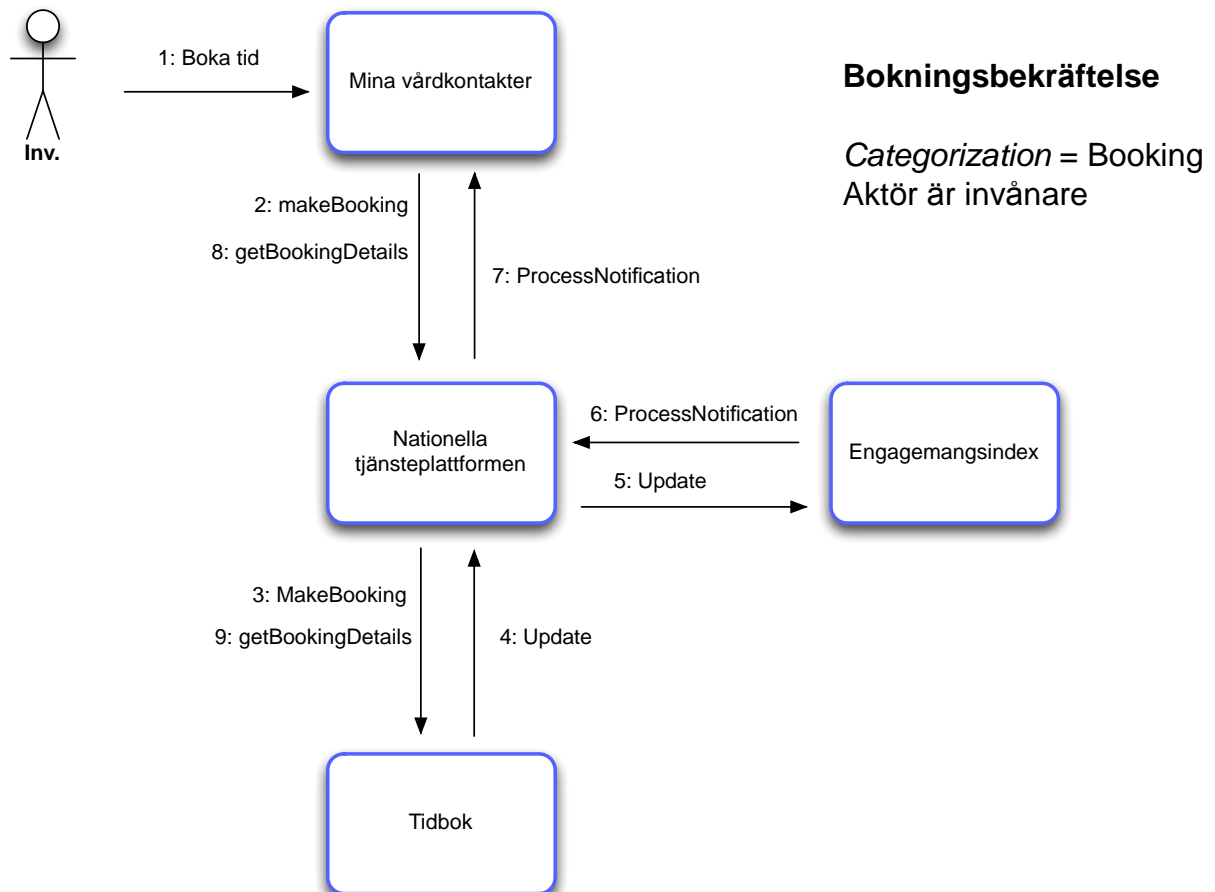 1: Boka tid
Mina vårdkontakter
Inv.
Bokningsbekräftelse
Categorization = Booking
Aktör är invånare
2: makeBooking
8: getBookingDetails
7: ProcessNotification
Nationella
tjänsteplattformen
6: ProcessNotification
5: Update
Engagemangsindex
3: MakeBooking
9: getBookingDetails
4: Update
Tidbok